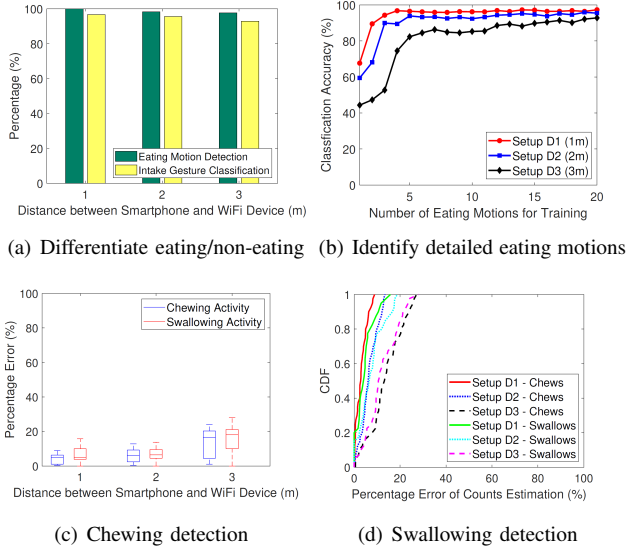 100
80
60
40
20
0
Percentage (%)
Eating Motion Detection
Intake Gesture Classification
1 2 3
Distance between Smartphone and WiFi Device (m)
(a) Differentiate eating/non-eating
100
80
60
40
20
0
Classfication Accuracy (%)
Setup D1 (1m)
Setup D2 (2m)
Setup D3 (3m)
5 10 15 20
Number of Eating Motions for Training
(b) Identify detailed eating motions
100
80
60
40
20
0
Percentage Error (%)
Chewing Activity
Swallowing Activity
1 2 3
Distance between Smartphone and WiFi Device (m)
(c) Chewing detection
1
0.8
0.6
0.4
0.2
0
CDF
Setup D1 - Chews
Setup D2 - Chews
Setup D3 - Chews
Setup D1 - Swallows
Setup D2 - Swallows
Setup D3 - Swallows
0 20 40 60 80 100
Percentage Error of Counts Estimation (%)
(d) Swallowing detection